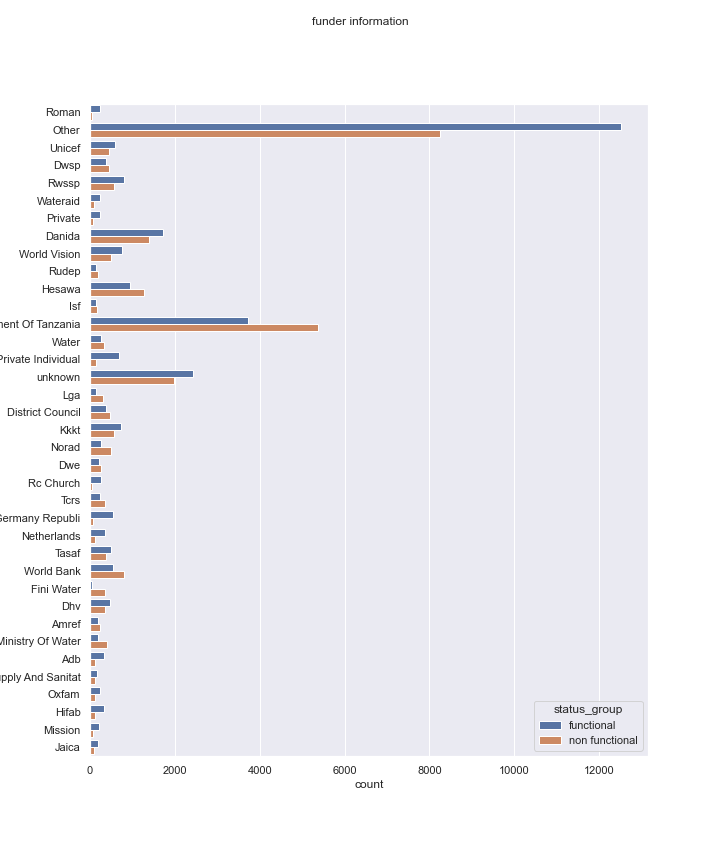 funder information
Roman
Other
Unicef
Dwsp
Rwssp
Wateraid
Private
Danida
World Vision
Rudep
Hesawa
Isf
ment Of Tanzania
Water
Private Individual
unknown
Lga
District Council
Kkkt
Norad
Dwe
Rc Church
Tcrs
Germany Republi
Netherlands
Tasaf
World Bank
Fini Water
Dhv
Amref
Ministry Of Water
Adb
pply And Sanitat
Oxfam
Hifab
Mission
Jaica
status_group
functional
non functional
0 2000 4000 6000 8000 10000 12000
count